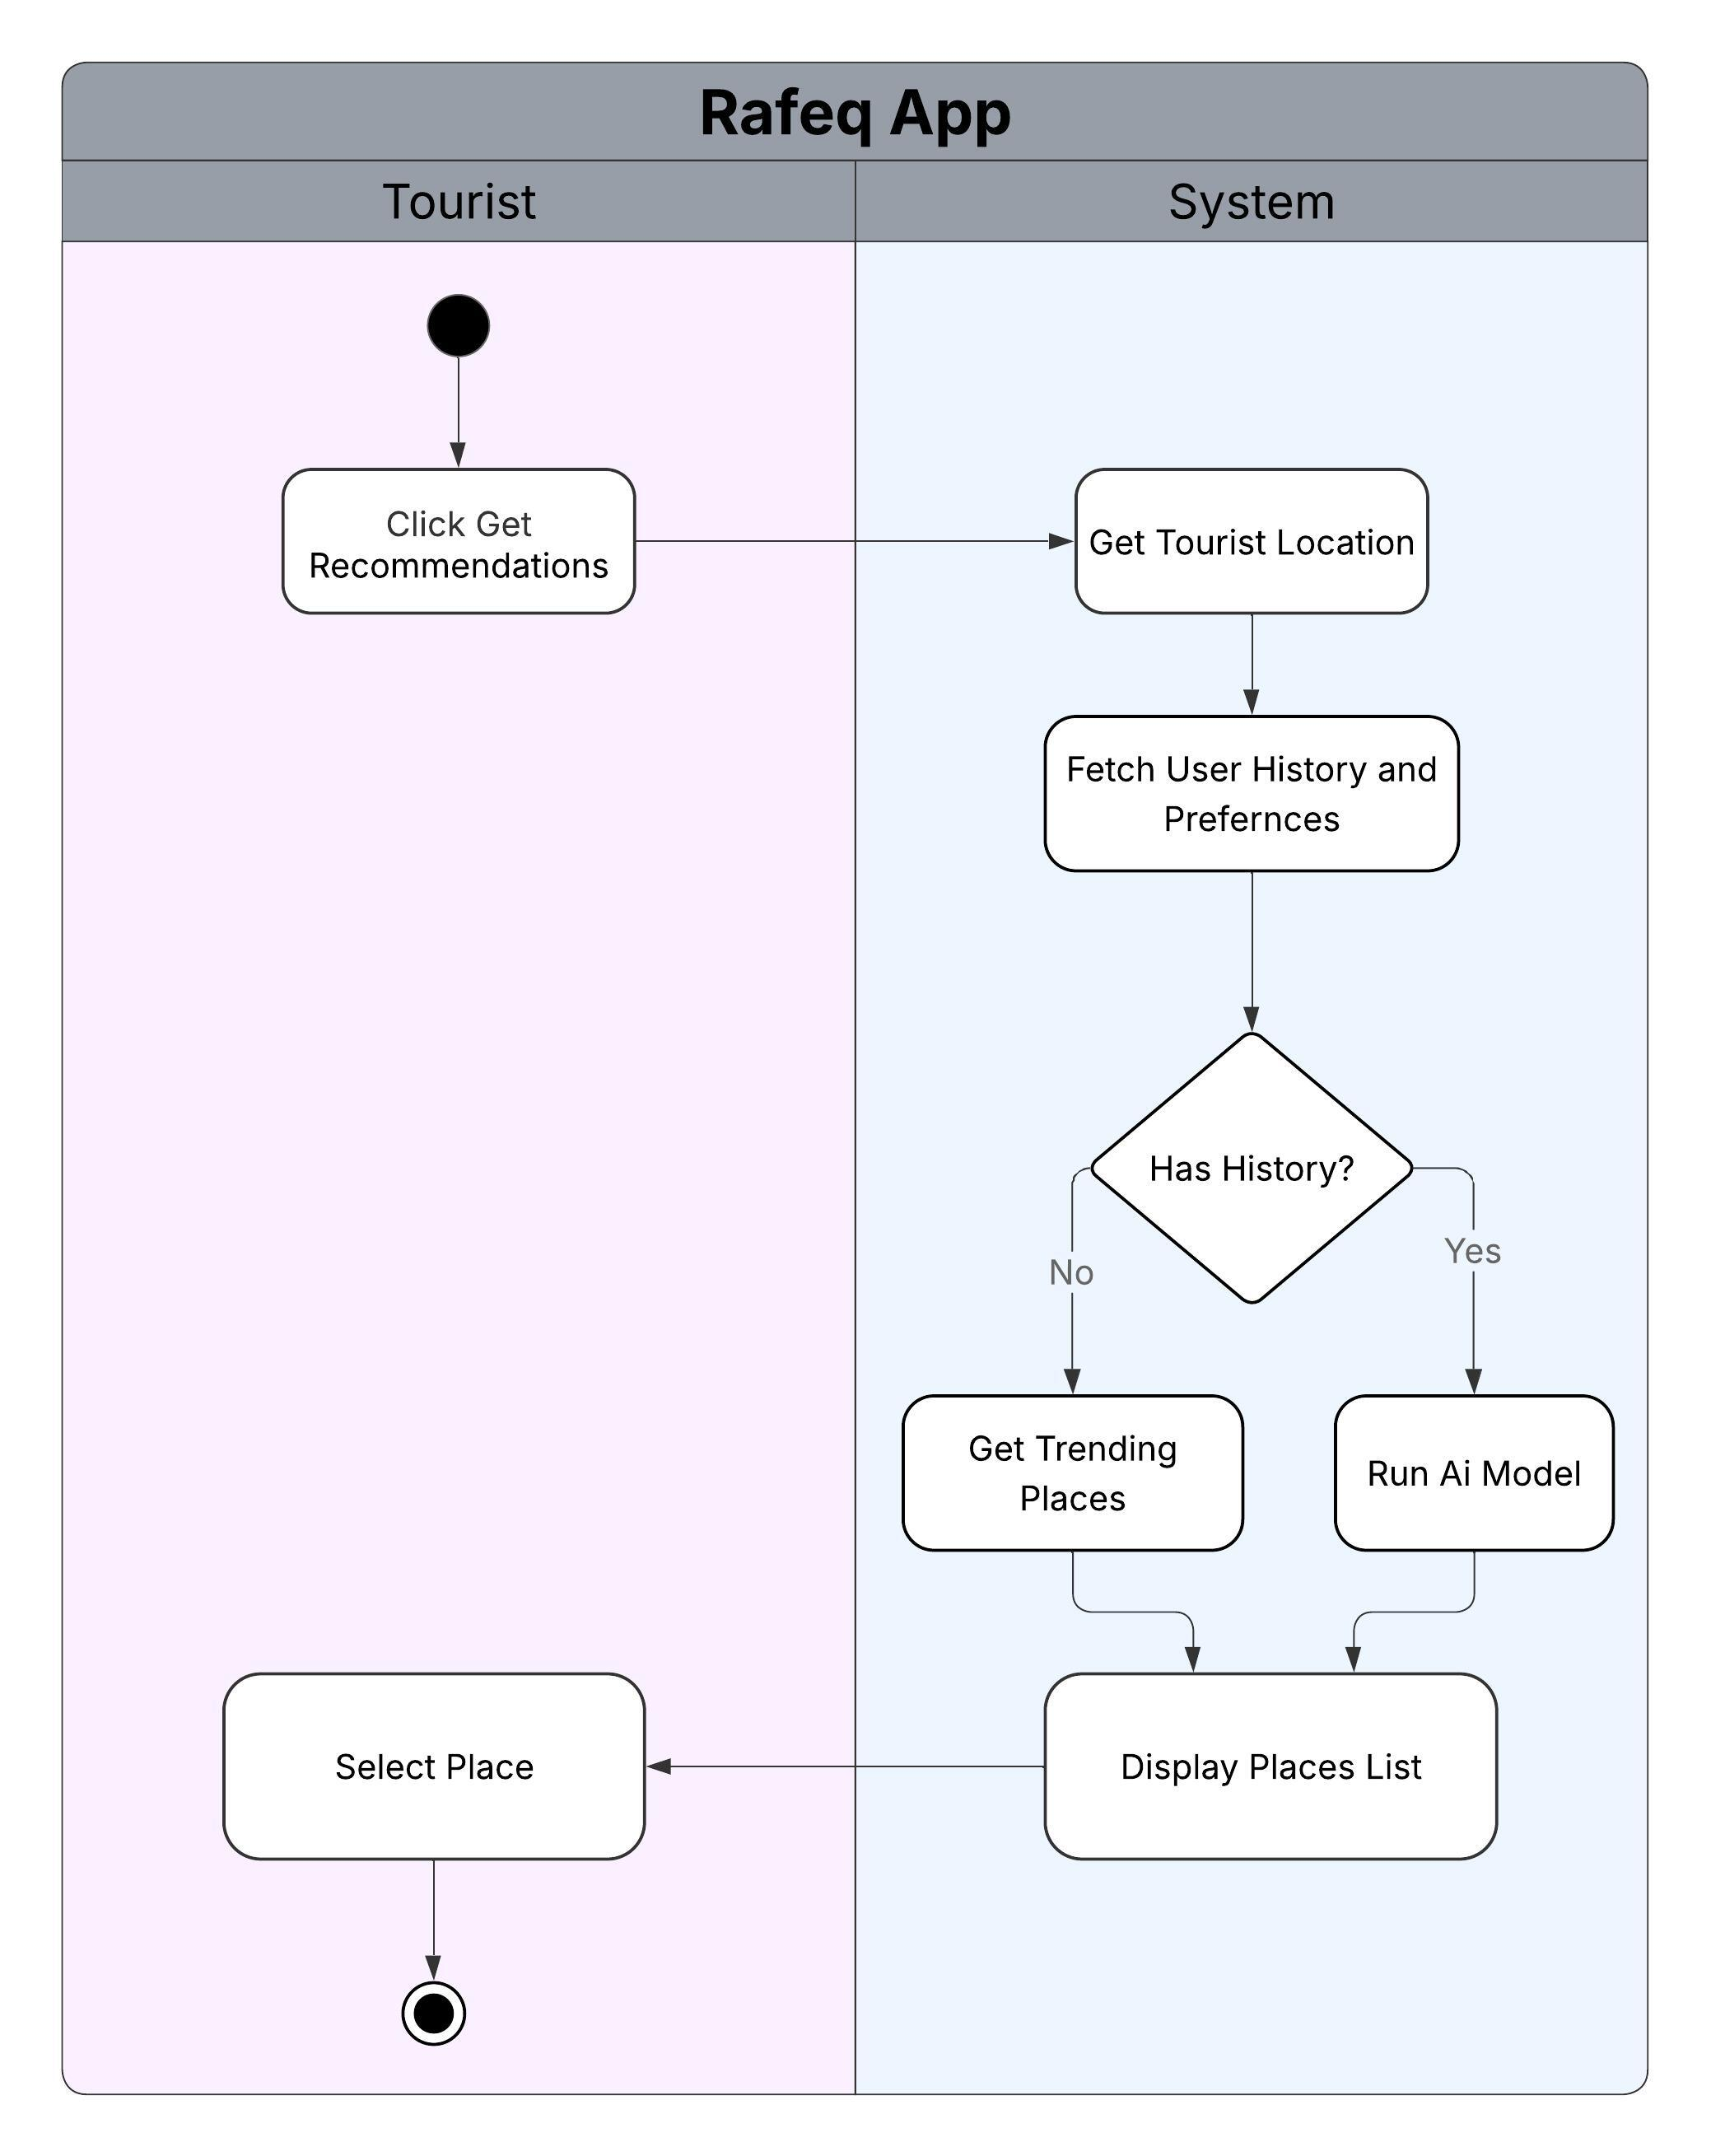 Rafeq App
Tourist
System
Click Get
Recommendations
Get Tourist Location
Fetch User History and
Prefernces
Has History?
No
Yes
Get Trending
Places
Run Ai Model
Select Place
Display Places List